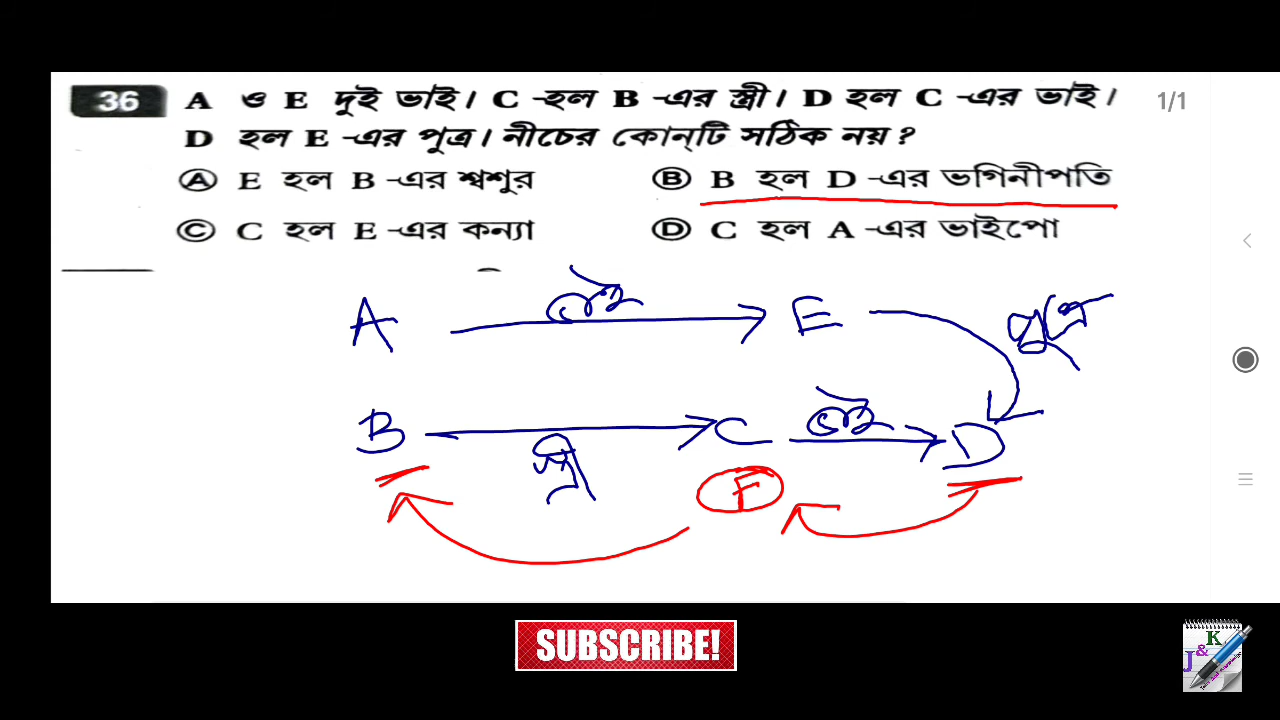 36 A ও E দুই ভাই। C -হল B -এর স্ত্রী। D হল C -এর ভাই।
1/1
D হল E -এর পুত্র। নীচের কোন্‌টি সঠিক নয় ?
A E হল B -এর শ্বশুর
B B হল D -এর ভগিনীপতি
C C হল E -এর কন্যা
D C হল A -এর ভাইপো
A ভাই E পুত্র
B স্ত্রী C ভাই D
F
SUBSCRIBE!
J & K